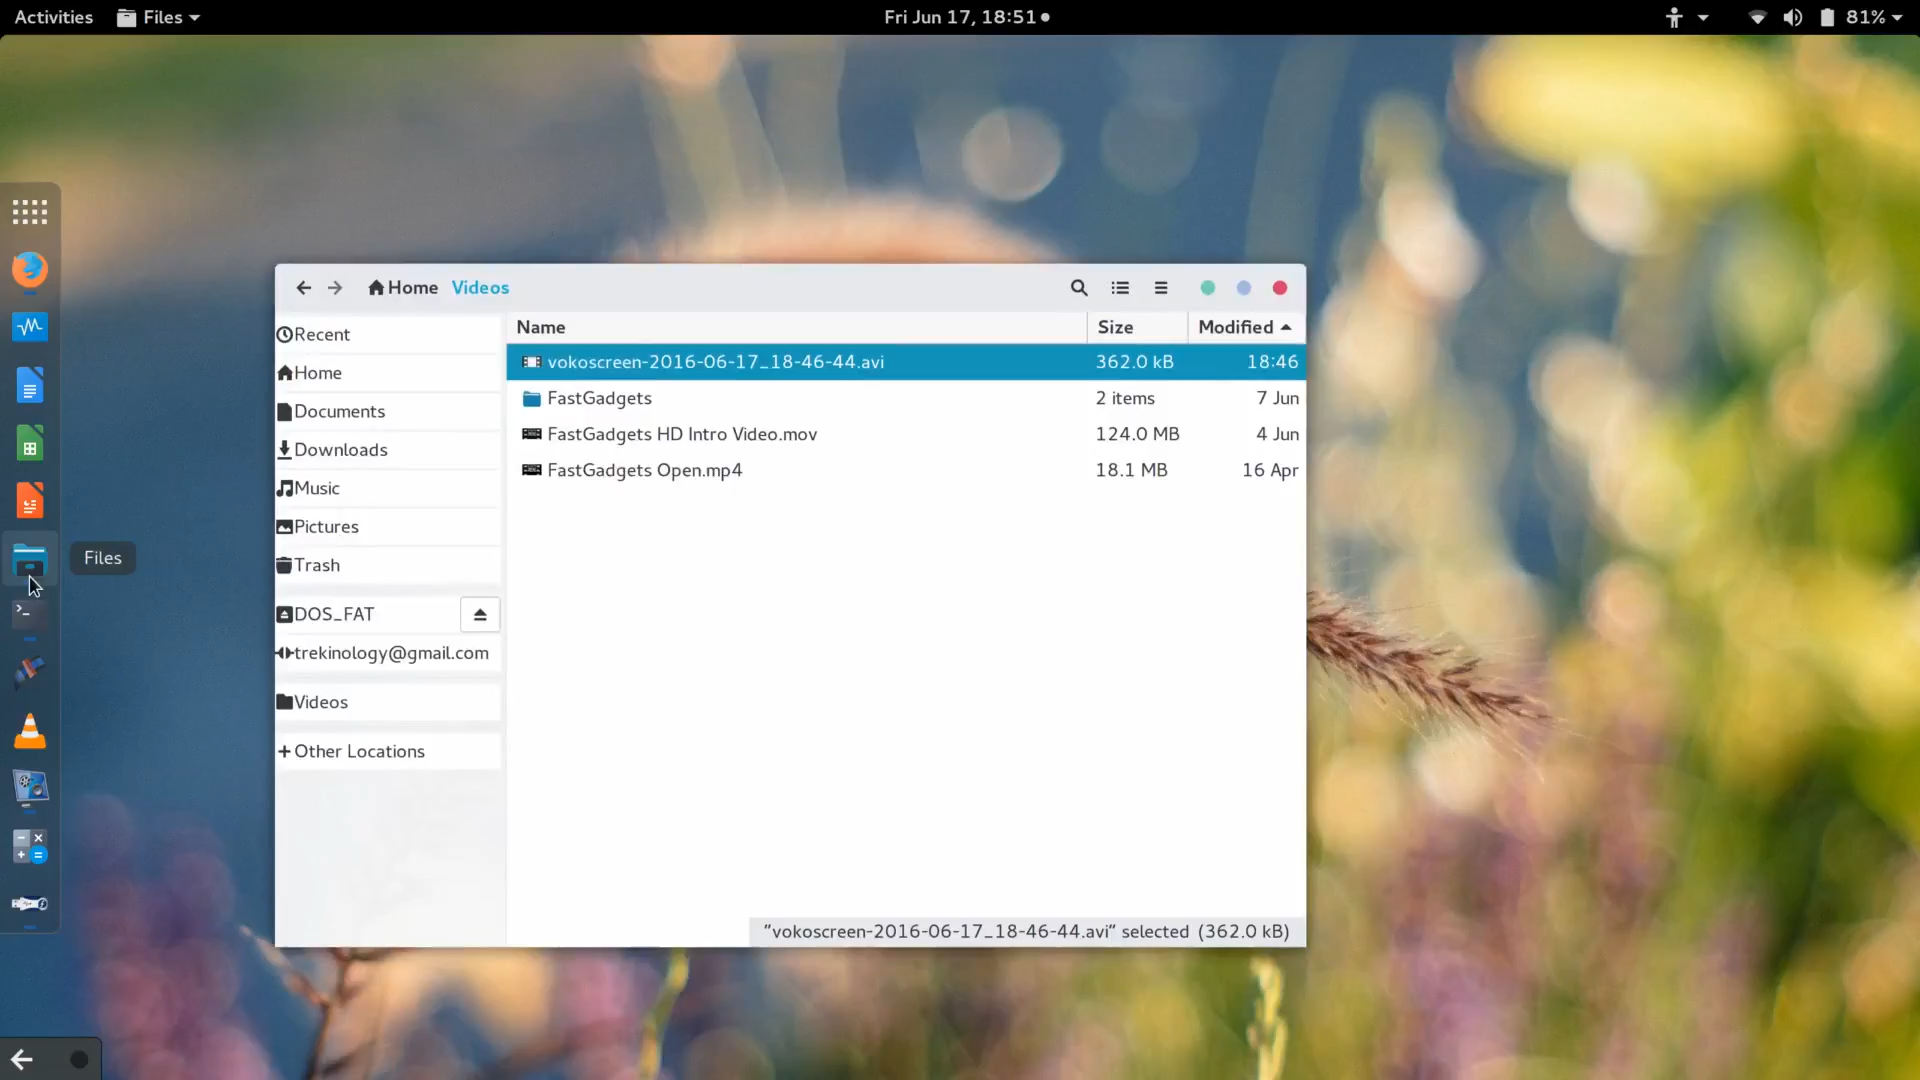 Activities Files Fri Jun 17, 18:51 81%
Home Videos
Name Size Modified
vokoscreen-2016-06-17_18-46-44.avi 362.0 kB 18:46
FastGadgets 2 items 7 Jun
FastGadgets HD Intro Video.mov 124.0 MB 4 Jun
FastGadgets Open.mp4 18.1 MB 16 Apr
Recent
Home
Documents
Downloads
Music
Pictures
Trash
DOS_FAT
trekinology@gmail.com
Videos
Other Locations
Files
"vokoscreen-2016-06-17_18-46-44.avi" selected (362.0 kB)